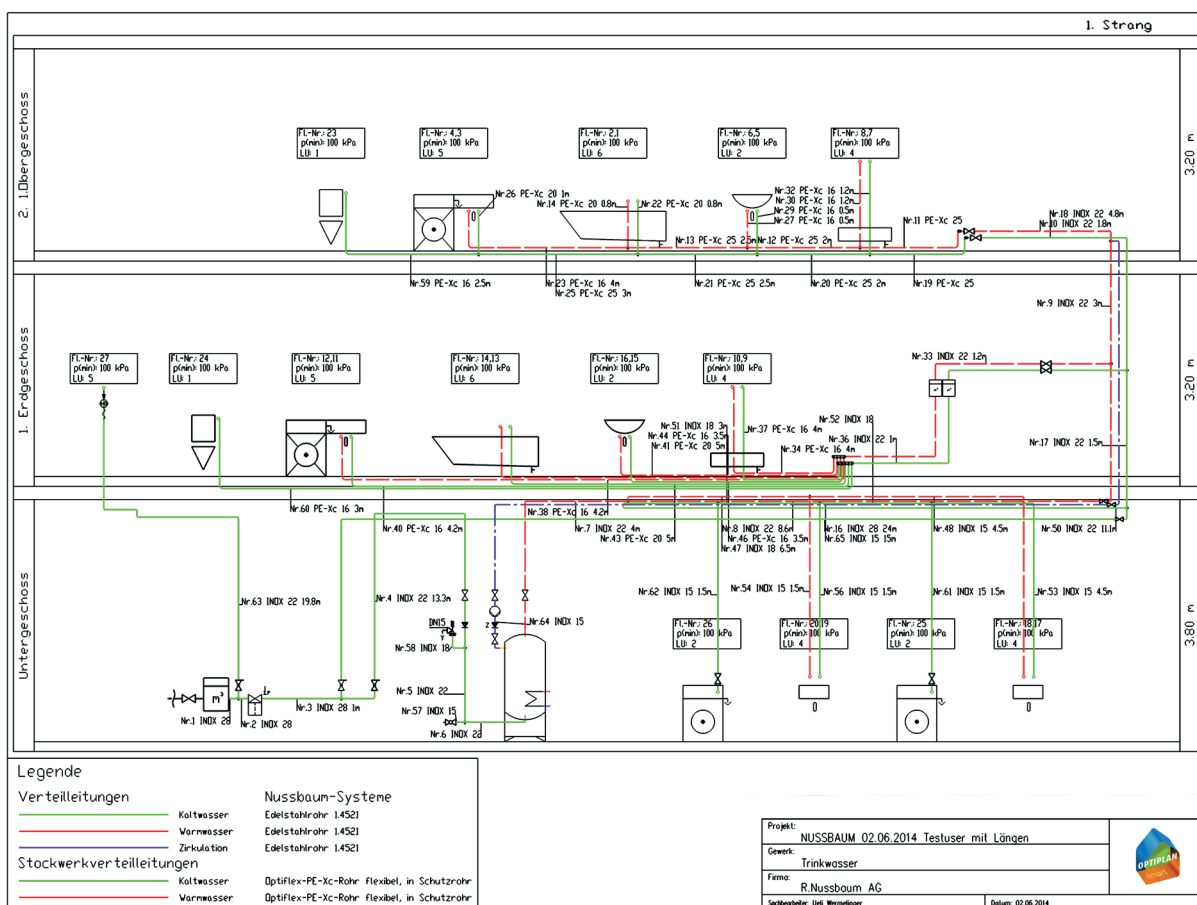 1. Strang
2. 1.Obergeschoss
3.20 m
Fl.-Nr.: 23
p(min): 100 kPa
LU: 1
Fl.-Nr.: 4,3
p(min): 100 kPa
LU: 5
Fl.-Nr.: 2,1
p(min): 100 kPa
LU: 6
Fl.-Nr.: 6,5
p(min): 100 kPa
LU: 2
Fl.-Nr.: 8,7
p(min): 100 kPa
LU: 4
Nr.26 PE-Xc 20 1m
Nr.14 PE-Xc 20 0.8m
Nr.22 PE-Xc 20 0.8m
Nr.32 PE-Xc 16 1.2m
Nr.30 PE-Xc 16 1.2m
Nr.29 PE-Xc 16 0.5m
Nr.27 PE-Xc 16 0.5m
Nr.11 PE-Xc 25
Nr.18 INOX 22 4.8m
Nr.10 INOX 22 1.8m
Nr.13 PE-Xc 25 2.5m
Nr.12 PE-Xc 25 2m
Nr.59 PE-Xc 16 2.5m
Nr.23 PE-Xc 16 4m
Nr.25 PE-Xc 25 3m
Nr.21 PE-Xc 25 2.5m
Nr.20 PE-Xc 25 2m
Nr.19 PE-Xc 25
Nr.9 INOX 22 3m
1. Erdgeschoss
3.20 m
Fl.-Nr.: 27
p(min): 100 kPa
LU: 5
Fl.-Nr.: 24
p(min): 100 kPa
LU: 1
Fl.-Nr.: 12,11
p(min): 100 kPa
LU: 5
Fl.-Nr.: 14,13
p(min): 100 kPa
LU: 6
Fl.-Nr.: 16,15
p(min): 100 kPa
LU: 2
Fl.-Nr.: 10,9
p(min): 100 kPa
LU: 4
Nr.33 INOX 22 1.2m
Nr.51 INOX 18 3m
Nr.44 PE-Xc 16 3.5m
Nr.41 PE-Xc 20 5m
Nr.37 PE-Xc 16 4m
Nr.52 INOX 18
Nr.36 INOX 22 1m
Nr.34 PE-Xc 16 4m
Nr.17 INOX 22 1.5m
Nr.60 PE-Xc 16 3m
Nr.40 PE-Xc 16 4.2m
Nr.38 PE-Xc 16 4.2m
Nr.7 INOX 22 4m
Nr.43 PE-Xc 20 5m
Nr.8 INOX 22 8.6m
Nr.46 PE-Xc 16 3.5m
Nr.47 INOX 18 6.5m
Nr.16 INOX 28 24m
Nr.65 INOX 15 15m
Nr.48 INOX 15 4.5m
Nr.50 INOX 22 11.1m
Untergeschoss
3.80 m
Nr.63 INOX 22 19.8m
Nr.4 INOX 22 13.3m
Nr.62 INOX 15 1.5m
Nr.54 INOX 15 1.5m
Nr.56 INOX 15 1.5m
Nr.61 INOX 15 1.5m
Nr.53 INOX 15 4.5m
DN15
Nr.64 INOX 15
Nr.58 INOX 18
Fl.-Nr.: 26
p(min): 100 kPa
LU: 2
Fl.-Nr.: 20,19
p(min): 100 kPa
LU: 4
Fl.-Nr.: 25
p(min): 100 kPa
LU: 2
Fl.-Nr.: 18,17
p(min): 100 kPa
LU: 4
m³
Nr.1 INOX 28
Nr.2 INOX 28
Nr.3 INOX 28 1m
Nr.5 INOX 22
Nr.57 INOX 15
Nr.6 INOX 22
Legende
Verteilleitungen Nussbaum-Systeme
Kaltwasser Edelstahlrohr 1.4521
Warmwasser Edelstahlrohr 1.4521
Zirkulation Edelstahlrohr 1.4521
Stockwerkverteilleitungen
Kaltwasser Optiflex-PE-Xc-Rohr flexibel, in Schutzrohr
Warmwasser Optiflex-PE-Xc-Rohr flexibel, in Schutzrohr
Projekt:
NUSSBAUM 02.06.2014 Testuser mit Längen
Gewerk:
Trinkwasser
Firma:
R.Nussbaum AG
Sachbearbeiter: Ueli Wermelinger Datum: 02.06.2014
OPTIPLAN
smart